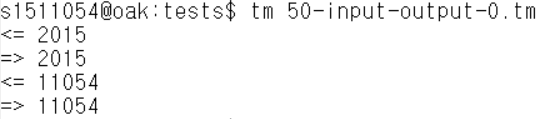 s1511054@oak:tests$ tm 50-input-output-0.tm
<= 2015
=> 2015
<= 11054
=> 11054